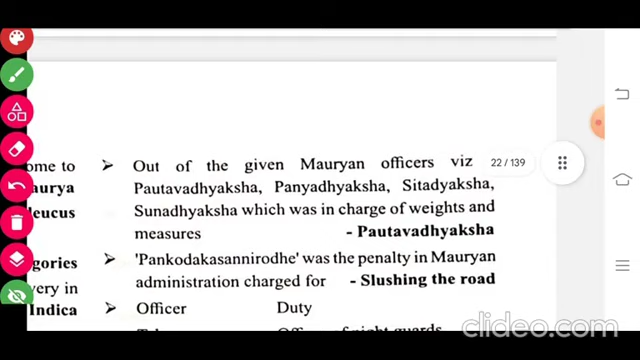 22 / 139
ome to
aurya
leucus
gories
very in
Indica
➢ Out of the given Mauryan officers viz
Pautavadhyaksha, Panyadhyaksha, Sitadyaksha,
Sunadhyaksha which was in charge of weights and
measures - Pautavadhyaksha
➢ 'Pankodakasannirodhe' was the penalty in Mauryan
administration charged for - Slushing the road
➢ Officer Duty
clideo.com